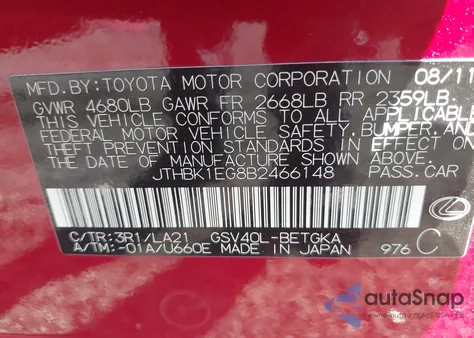 MFD.BY:TOYOTA MOTOR CORPORATION 08/11
GVWR 4680LB GAWR FR 2668LB RR 2359LB
THIS VEHICLE CONFORMS TO ALL APPLICABLE
FEDERAL MOTOR VEHICLE SAFETY,BUMPER,AND
THEFT PREVENTION STANDARDS IN EFFECT ON
THE DATE OF MANUFACTURE SHOWN ABOVE.
JTHBK1EG8B2466148 PASS.CAR
C/TR:3R1/LA21 GSV40L-BETGKA
A/TM:-01A/U660E MADE IN JAPAN 976 C
autoSnap